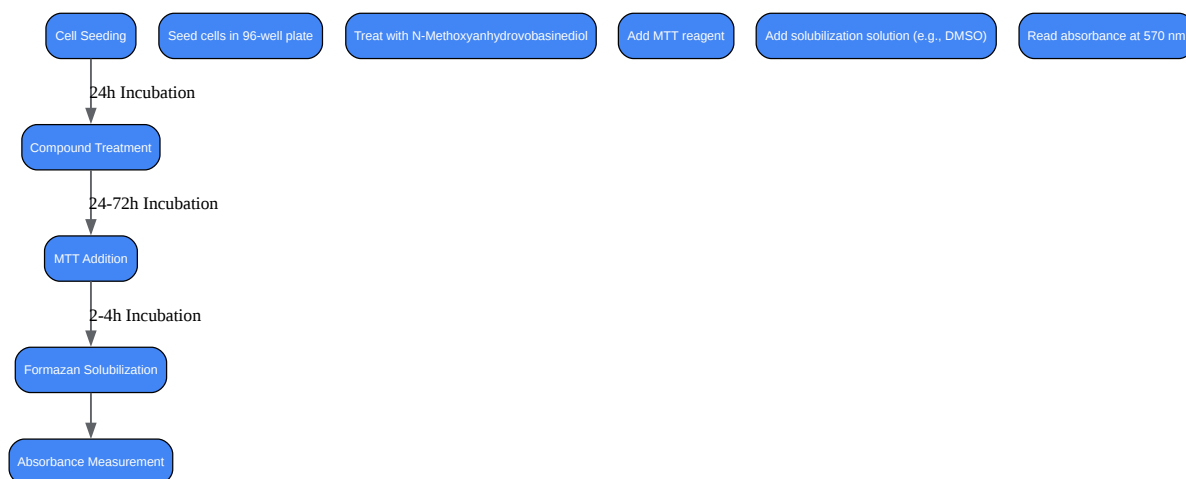 Cell Seeding
Seed cells in 96-well plate
Treat with N-Methoxyanhydrovobasinediol
Add MTT reagent
Add solubilization solution (e.g., DMSO)
Read absorbance at 570 nm
24h Incubation
Compound Treatment
24-72h Incubation
MTT Addition
2-4h Incubation
Formazan Solubilization
Absorbance Measurement